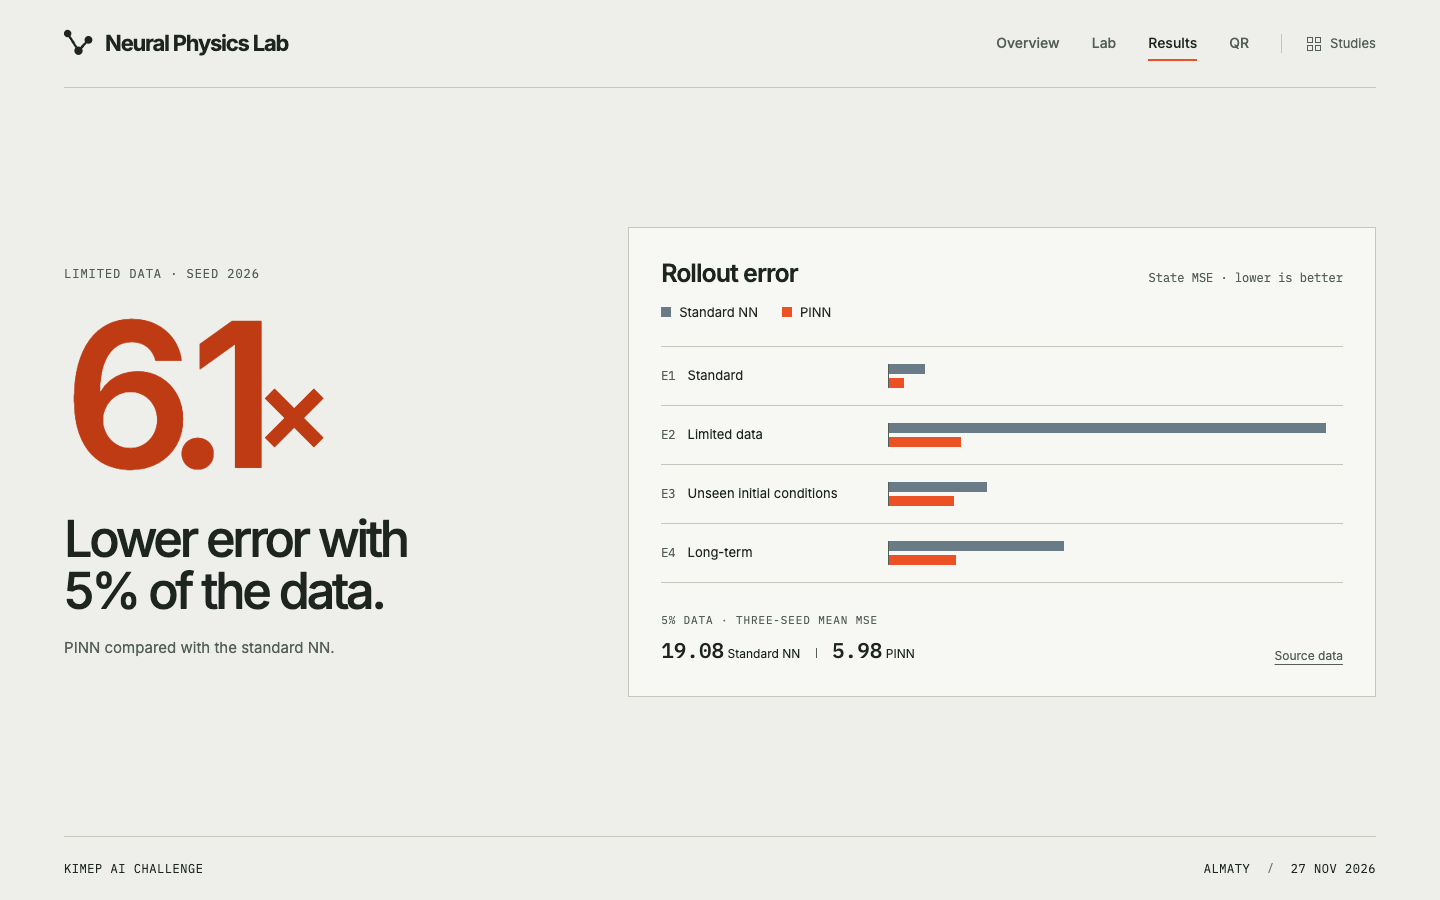 Neural Physics Lab
Overview Lab Results QR Studies
LIMITED DATA · SEED 2026
6.1×
Lower error with
5% of the data.
PINN compared with the standard NN.
Rollout error
State MSE · lower is better
Standard NN PINN
E1 Standard
E2 Limited data
E3 Unseen initial conditions
E4 Long-term
5% DATA · THREE-SEED MEAN MSE
19.08 Standard NN | 5.98 PINN
Source data
KIMEP AI CHALLENGE
ALMATY / 27 NOV 2026